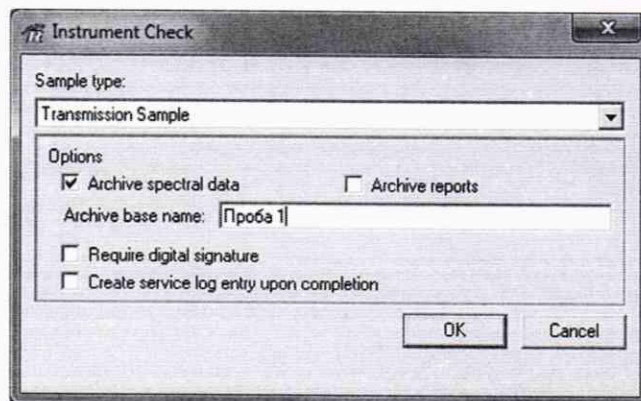 Instrument Check
Sample type:
Transmission Sample
Options
Archive spectral data Archive reports
Archive base name: Проба 1
Require digital signature
Create service log entry upon completion
OK Cancel